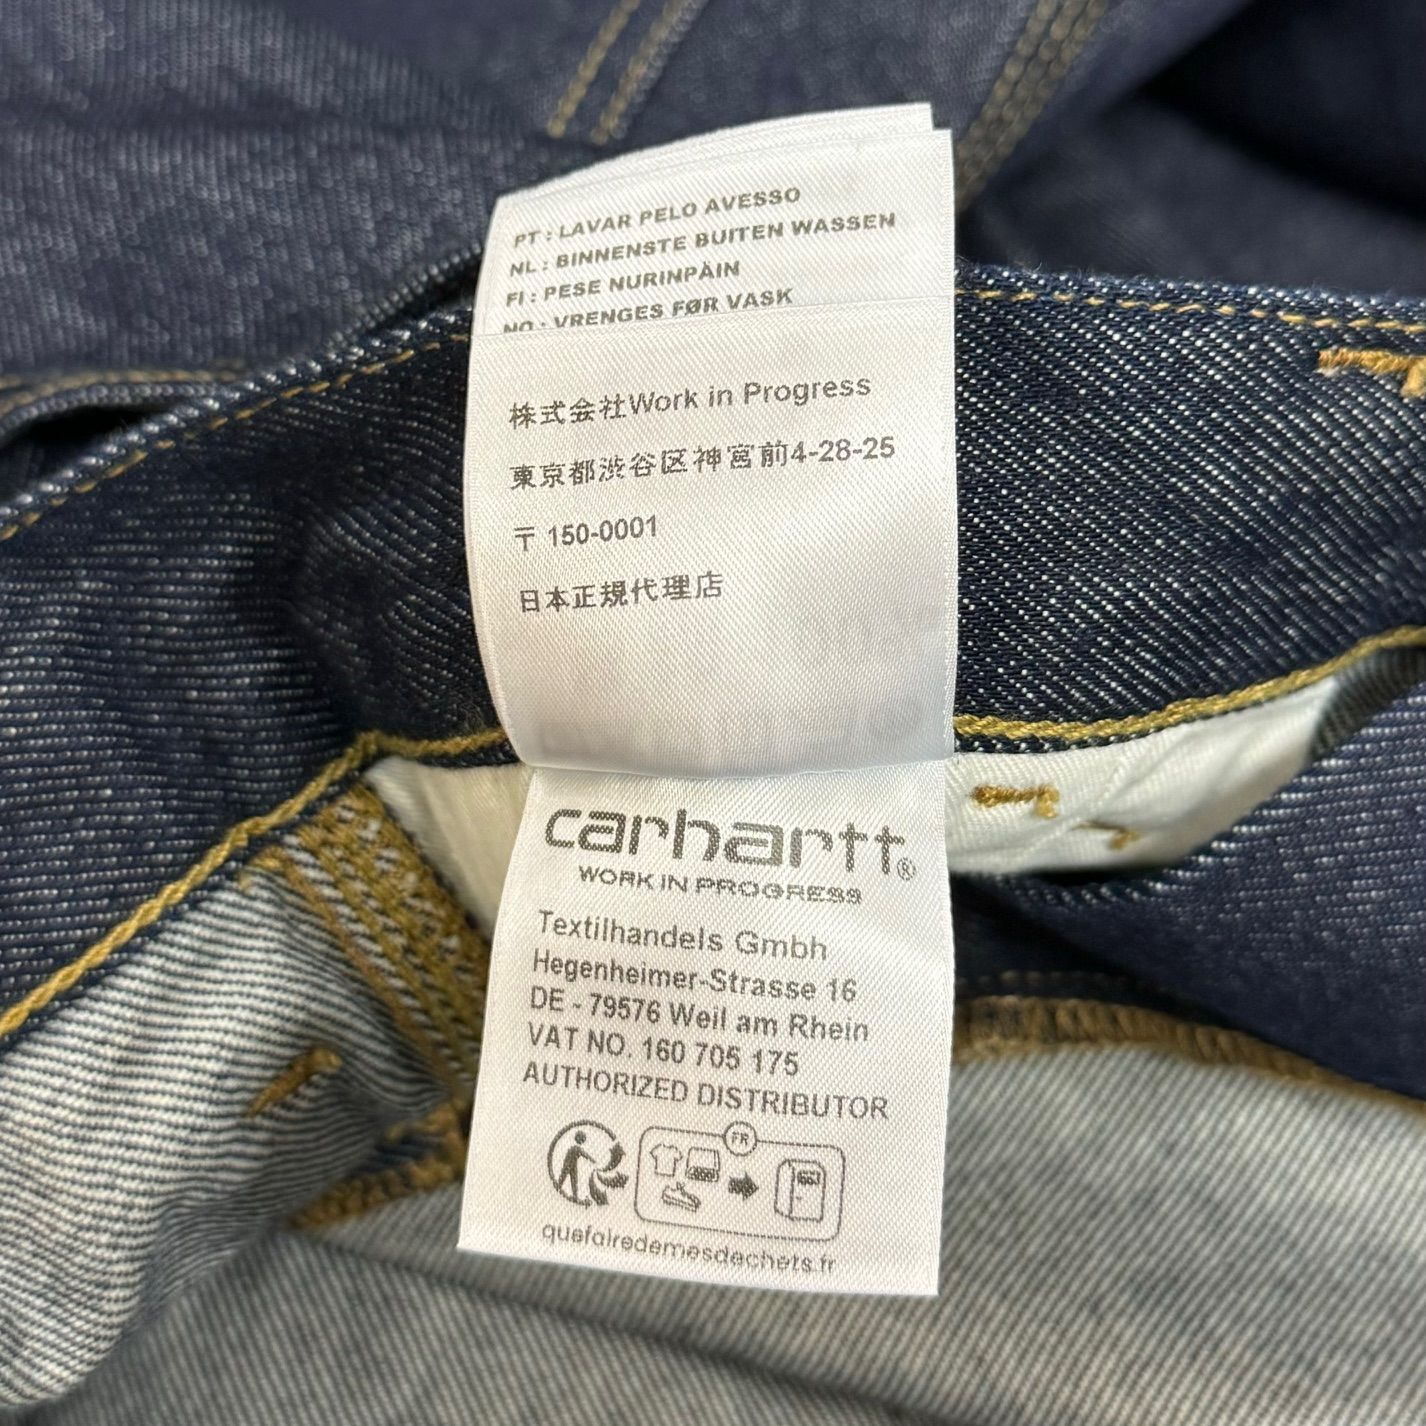 PT : LAVAR PELO AVESSO
NL : BINNENSTE BUITEN WASSEN
FI : PESE NURINPÄIN
NO : VRENGES FØR VASK
株式会社Work in Progress
東京都渋谷区神宮前4-28-25
〒 150-0001
日本正規代理店
carhartt®
WORK IN PROGRESS
Textilhandels Gmbh
Hegenheimer-Strasse 16
DE - 79576 Weil am Rhein
VAT NO. 160 705 175
AUTHORIZED DISTRIBUTOR
FR
quefairedemesdechets.fr